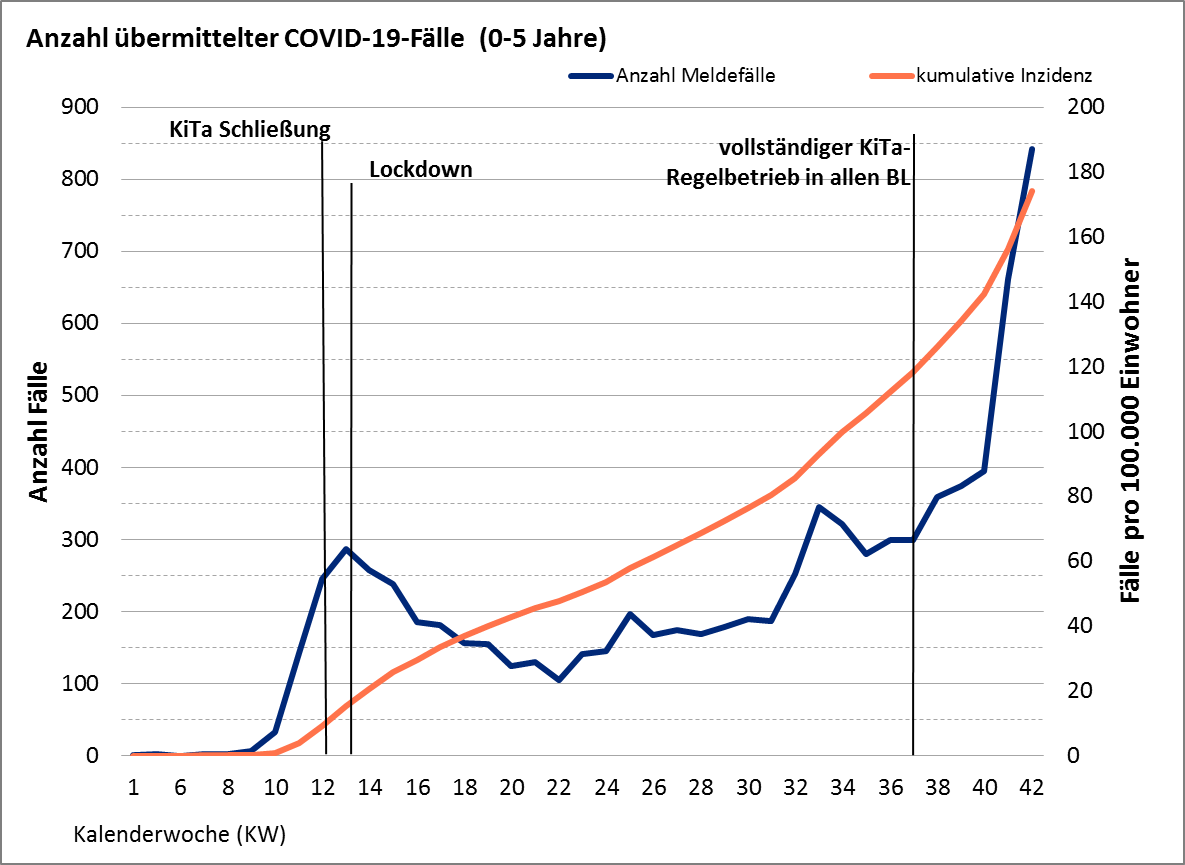 Anzahl übermittelter COVID-19-Fälle (0-5 Jahre)
Anzahl Meldefälle
kumulative Inzidenz
KiTa Schließung
Lockdown
vollständiger KiTa-
Regelbetrieb in allen BL
Anzahl Fälle
900
800
700
600
500
400
300
200
100
0
Fälle pro 100.000 Einwohner
200
180
160
140
120
100
80
60
40
20
0
1 6 8 10 12 14 16 18 20 22 24 26 28 30 32 34 36 38 40 42
Kalenderwoche (KW)